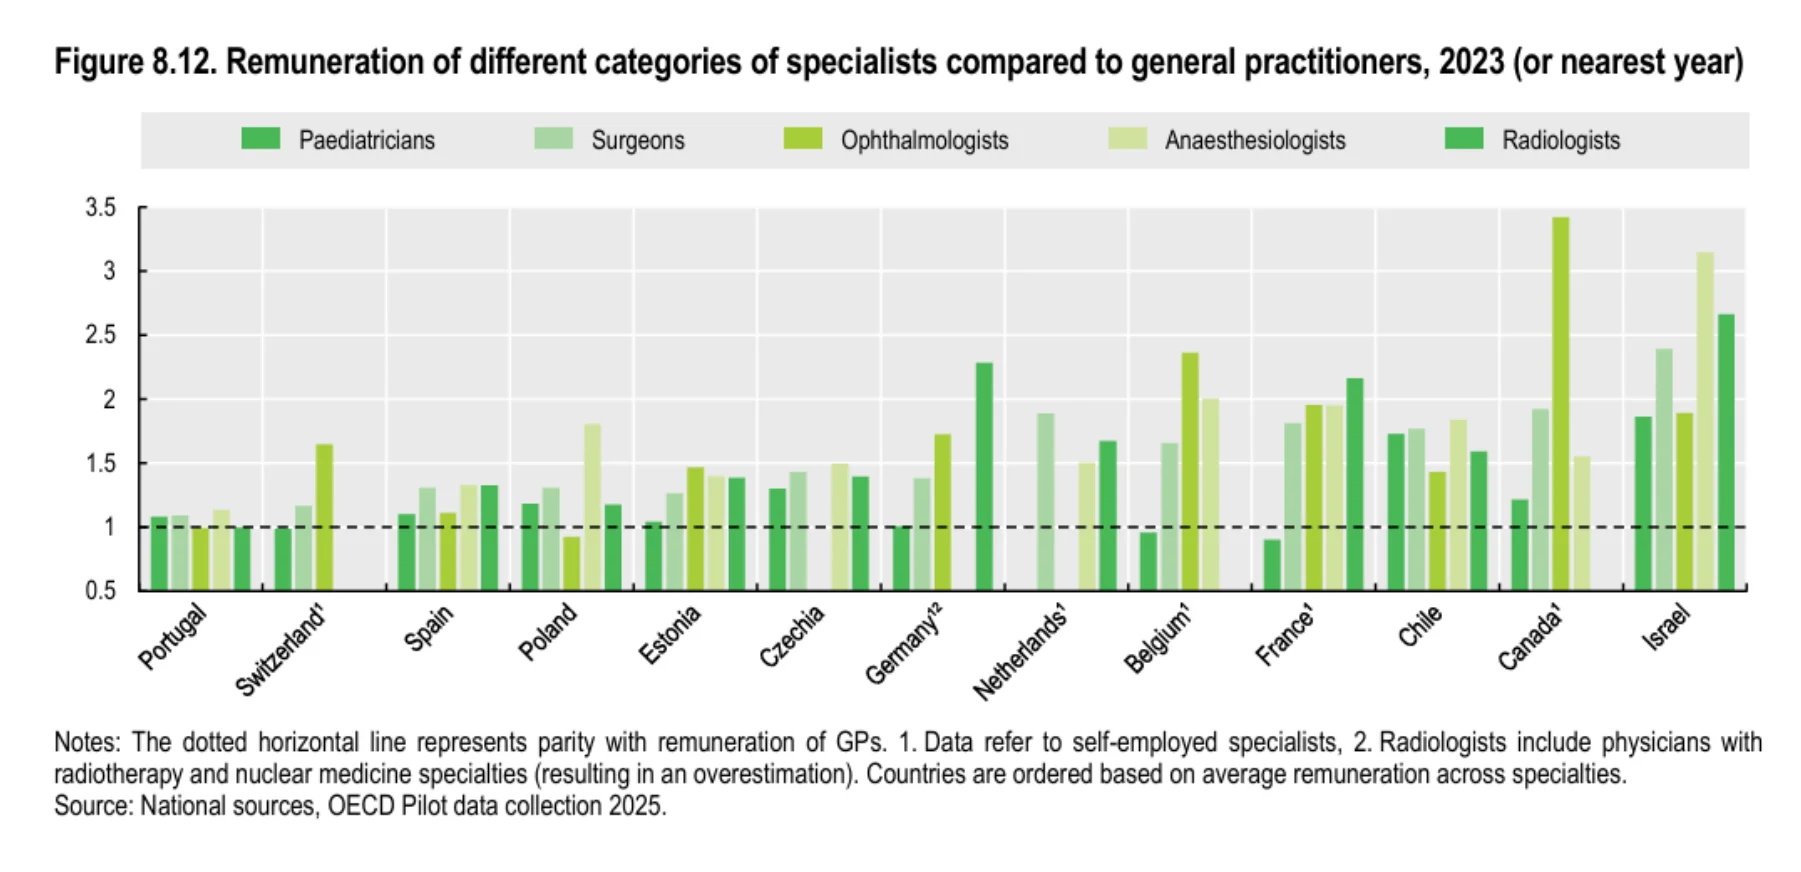 Figure 8.12. Remuneration of different categories of specialists compared to general practitioners, 2023 (or nearest year)
Paediatricians Surgeons Ophthalmologists Anaesthesiologists Radiologists
3.5
3
2.5
2
1.5
1
0.5
Portugal
Switzerland¹
Spain
Poland
Estonia
Czechia
Germany¹²
Netherlands¹
Belgium¹
France¹
Chile
Canada¹
Israel
Notes: The dotted horizontal line represents parity with remuneration of GPs. 1. Data refer to self-employed specialists, 2. Radiologists include physicians with
radiotherapy and nuclear medicine specialties (resulting in an overestimation). Countries are ordered based on average remuneration across specialties.
Source: National sources, OECD Pilot data collection 2025.